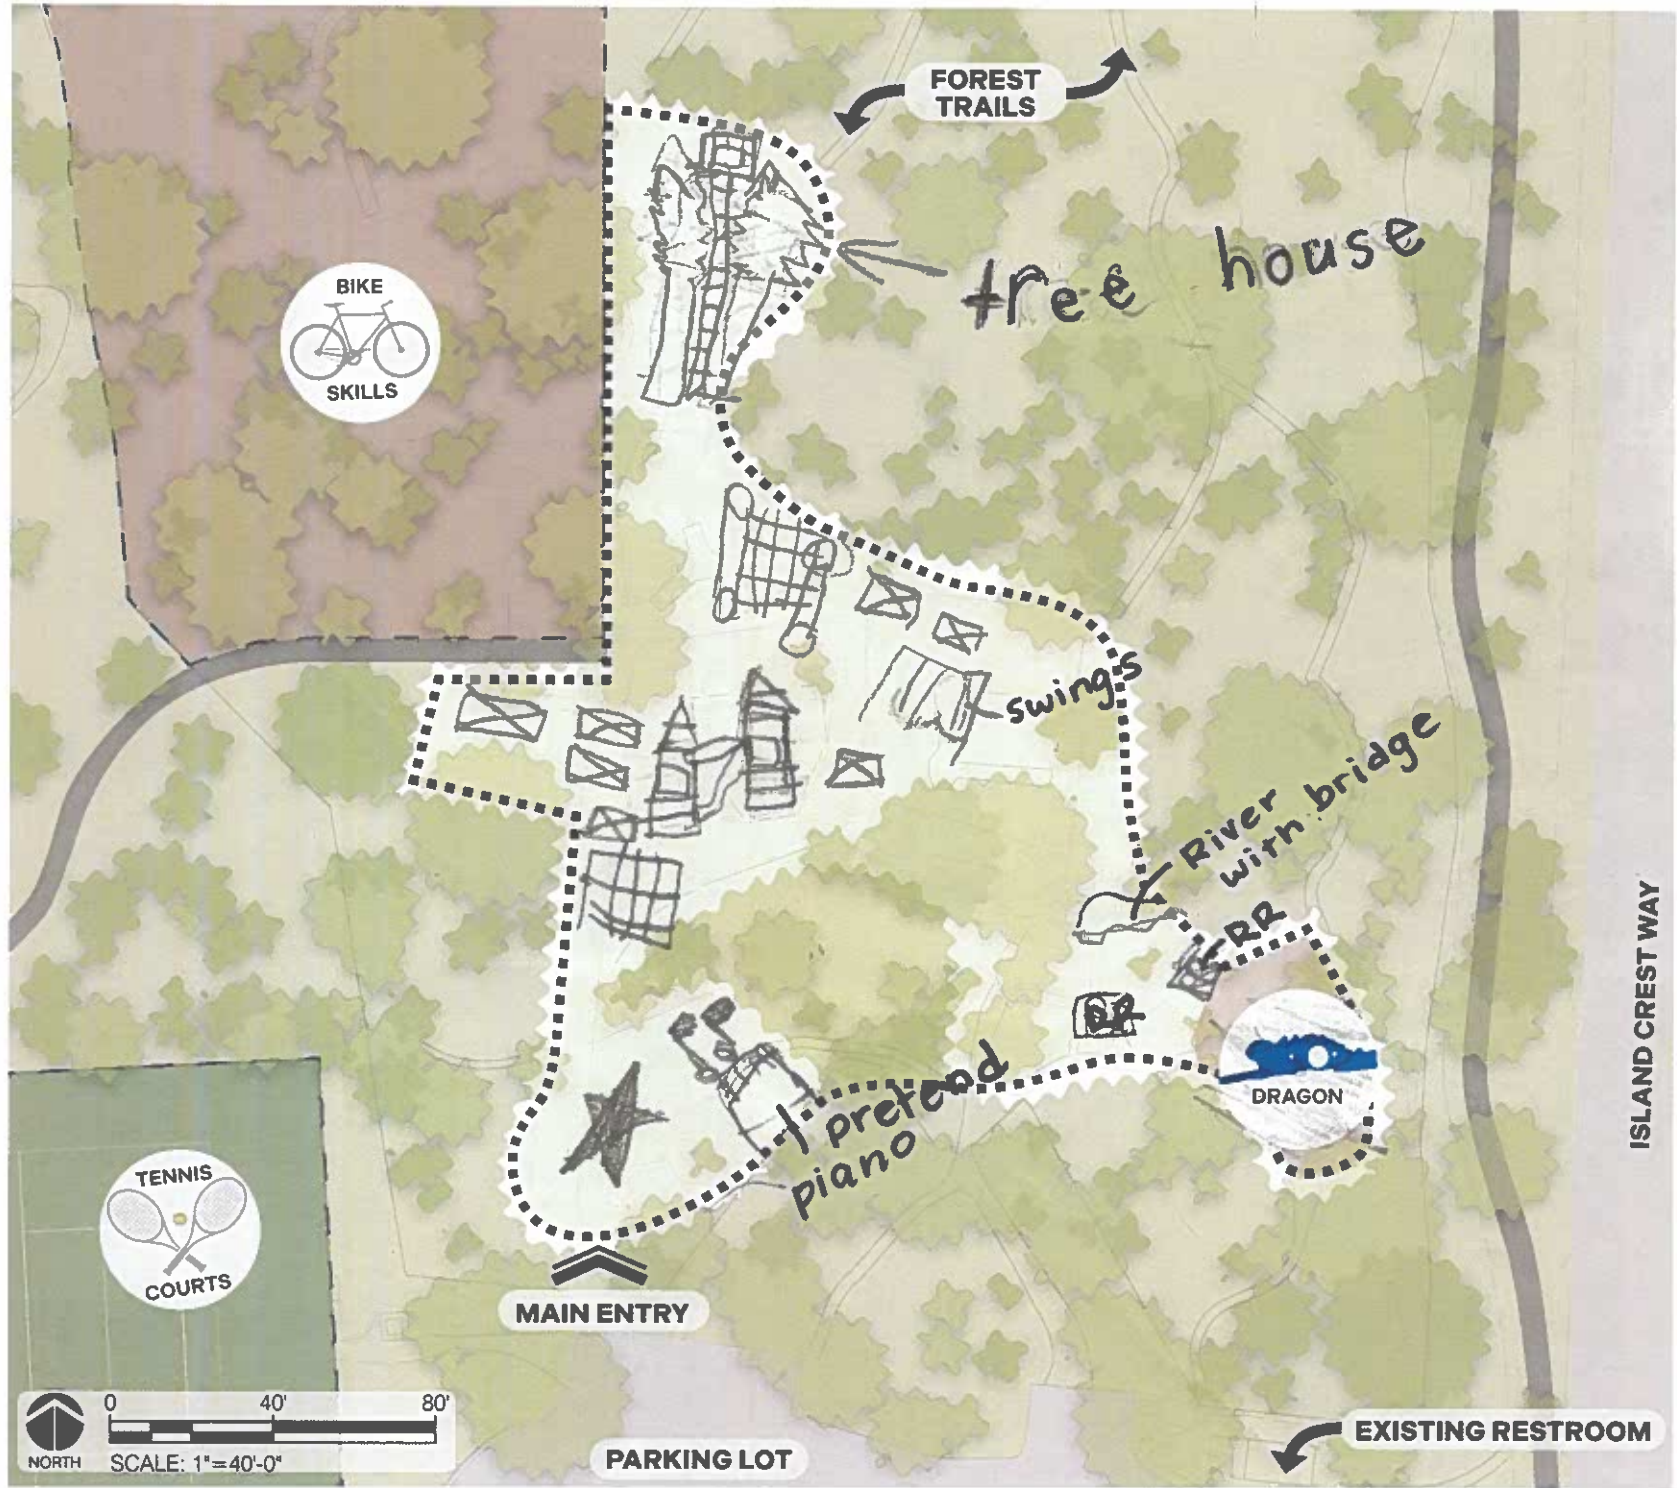 FOREST
TRAILS
tree house
BIKE
SKILLS
swings
River
with bridge
RR
DRAGON
pretend
piano
ISLAND CREST WAY
TENNIS
COURTS
MAIN ENTRY
0 40' 80'
NORTH
SCALE: 1"=40'-0"
PARKING LOT
EXISTING RESTROOM